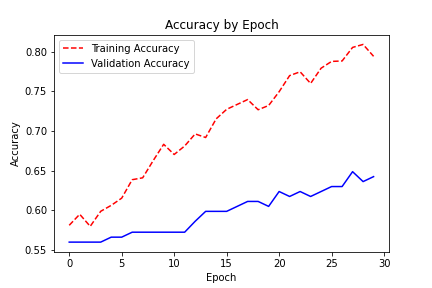 Accuracy by Epoch
Training Accuracy
Validation Accuracy
0.80
0.75
0.70
0.65
0.60
0.55
Accuracy
0 5 10 15 20 25 30
Epoch